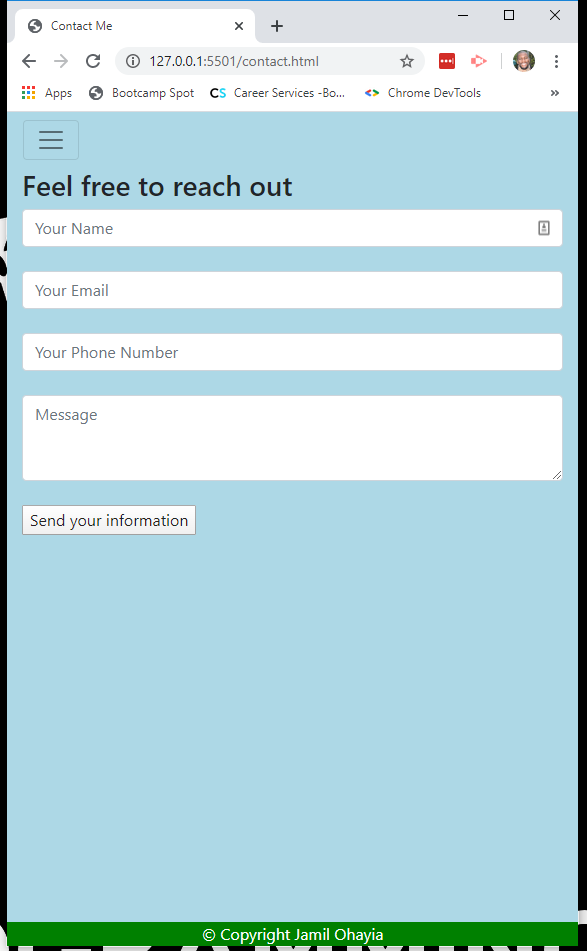 Contact Me
127.0.0.1:5501/contact.html
Apps Bootcamp Spot CS Career Services -Bo... Chrome DevTools »
Feel free to reach out
Your Name
Your Email
Your Phone Number
Message
Send your information
© Copyright Jamil Ohayia